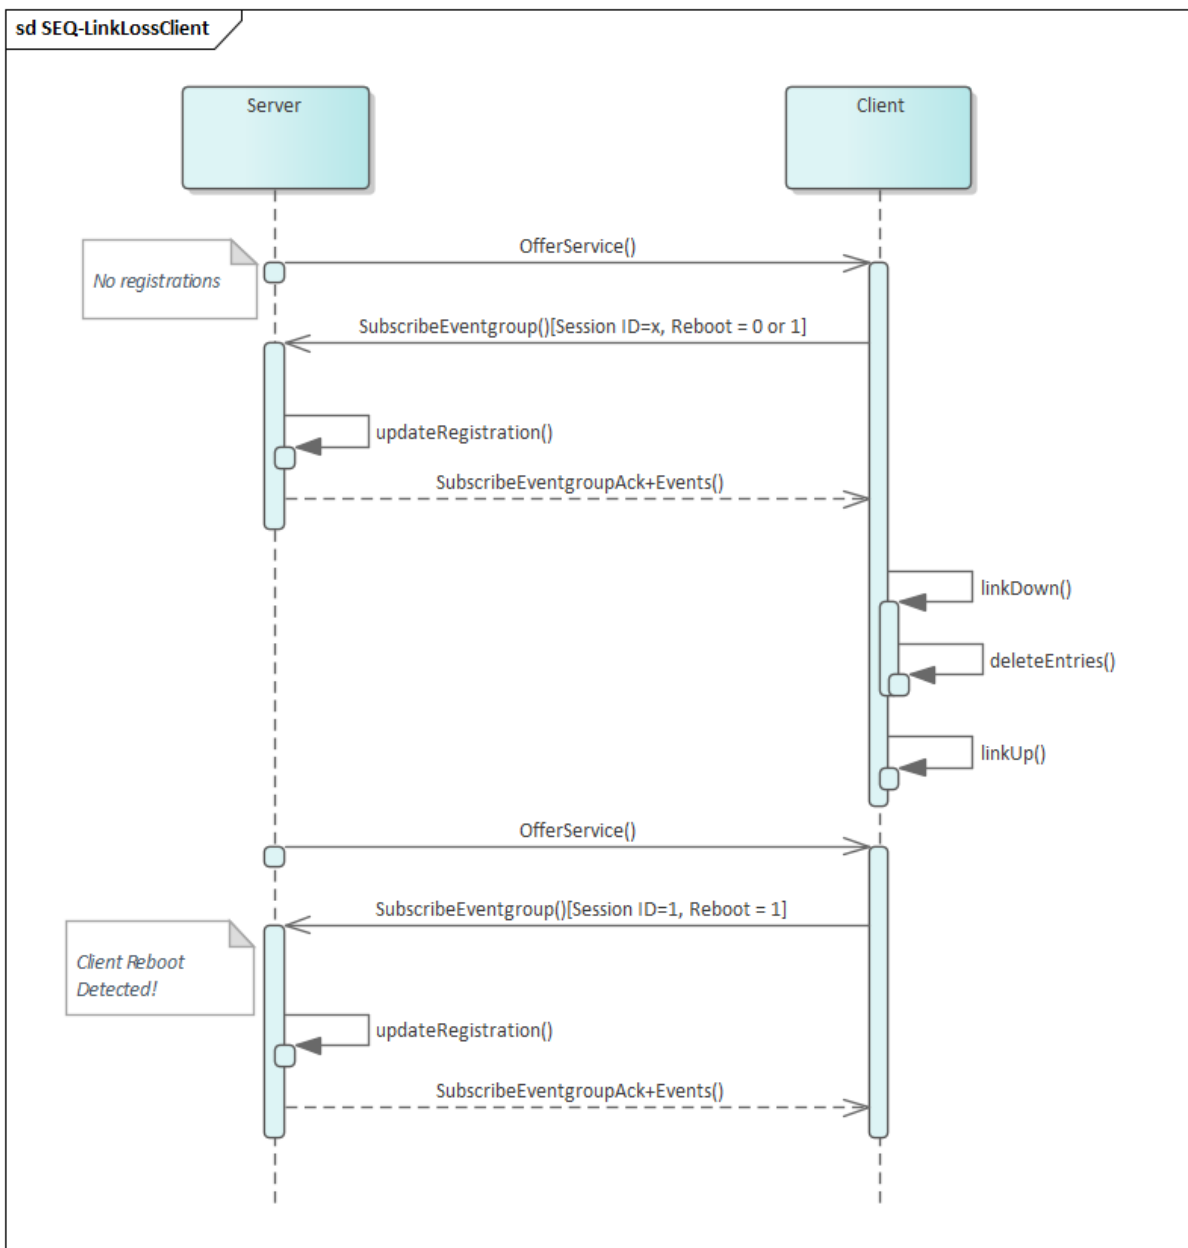 sd SEQ-LinkLossClient
Server
Client
OfferService()
No registrations
SubscribeEventgroup()[Session ID=x, Reboot = 0 or 1]
updateRegistration()
SubscribeEventgroupAck+Events()
linkDown()
deleteEntries()
linkUp()
OfferService()
SubscribeEventgroup()[Session ID=1, Reboot = 1]
Client Reboot
Detected!
updateRegistration()
SubscribeEventgroupAck+Events()